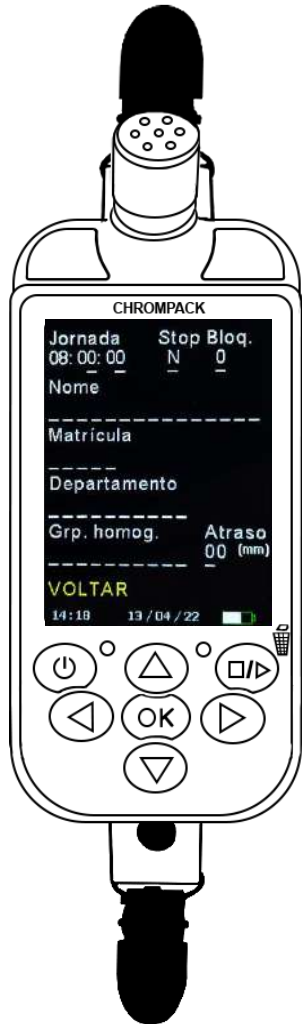 CHROMPACK
Jornada Stop Bloq.
08:00:00 N 0
Nome
Matrícula
Departamento
Grp. homog. Atraso
00 (mm)
VOLTAR
14:18 13/04/22
OK